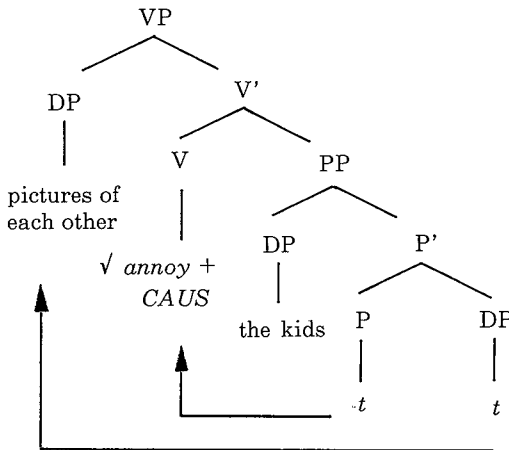 VP
DP
V'
V
PP
pictures of
each other
√ annoy +
CAUS
DP
P'
the kids
P
DP
t
t